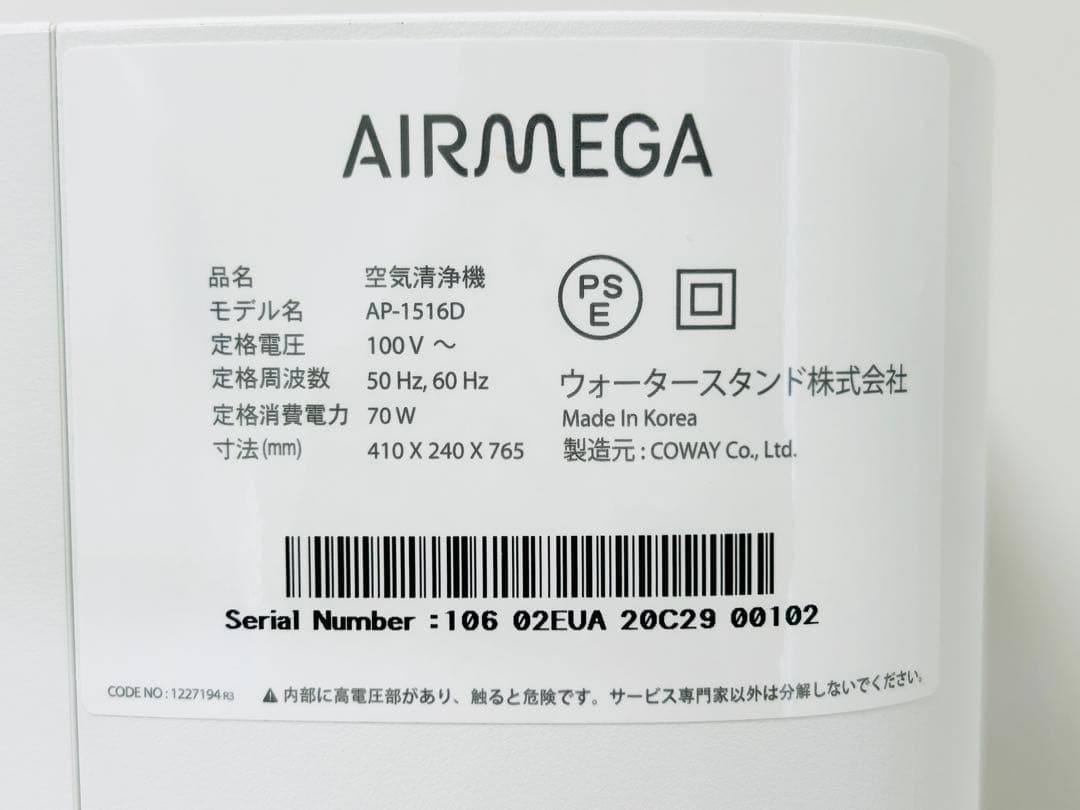 AIRMEGA
品名 空気清浄機
モデル名 AP-1516D
定格電圧 100 V ～
定格周波数 50 Hz, 60 Hz
定格消費電力 70 W
寸法(mm) 410 X 240 X 765
PS
E
ウォータースタンド株式会社
Made In Korea
製造元 : COWAY Co., Ltd.
Serial Number :106 02EUA 20C29 00102
CODE NO : 1227194 R3
⚠ 内部に高電圧部があり、触ると危険です。サービス専門家以外は分解しないでください。